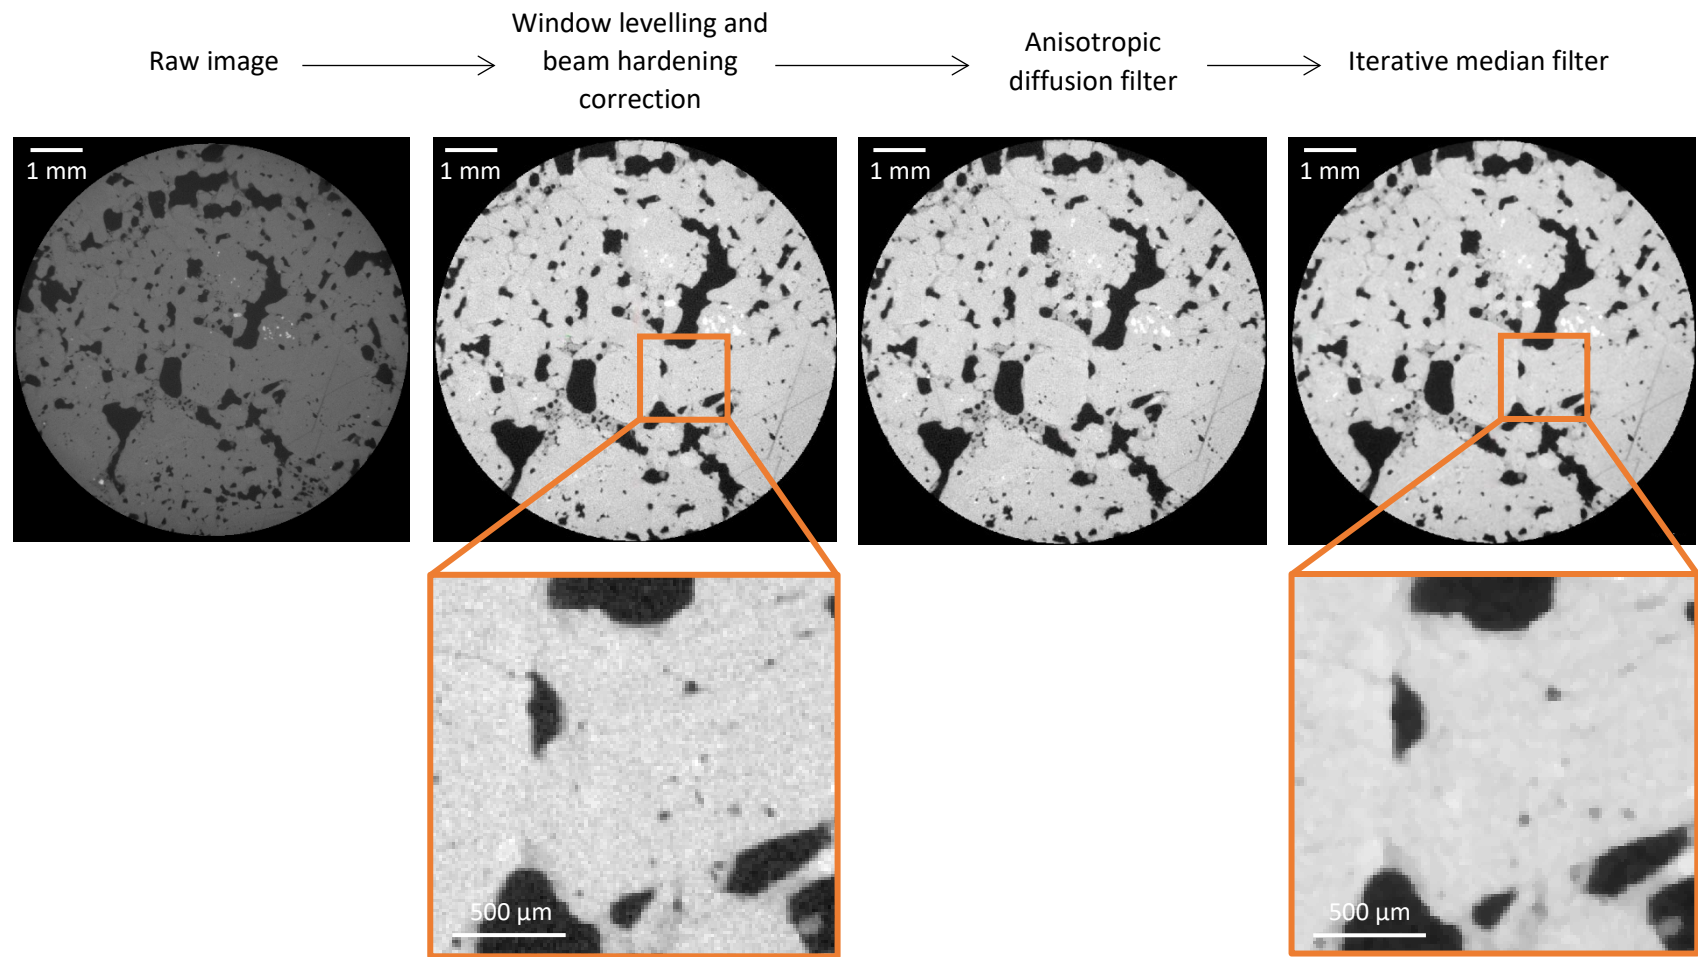 Raw image
Window levelling and
beam hardening
correction
Anisotropic
diffusion filter
Iterative median filter
1 mm
1 mm
1 mm
1 mm
500 µm
500 µm